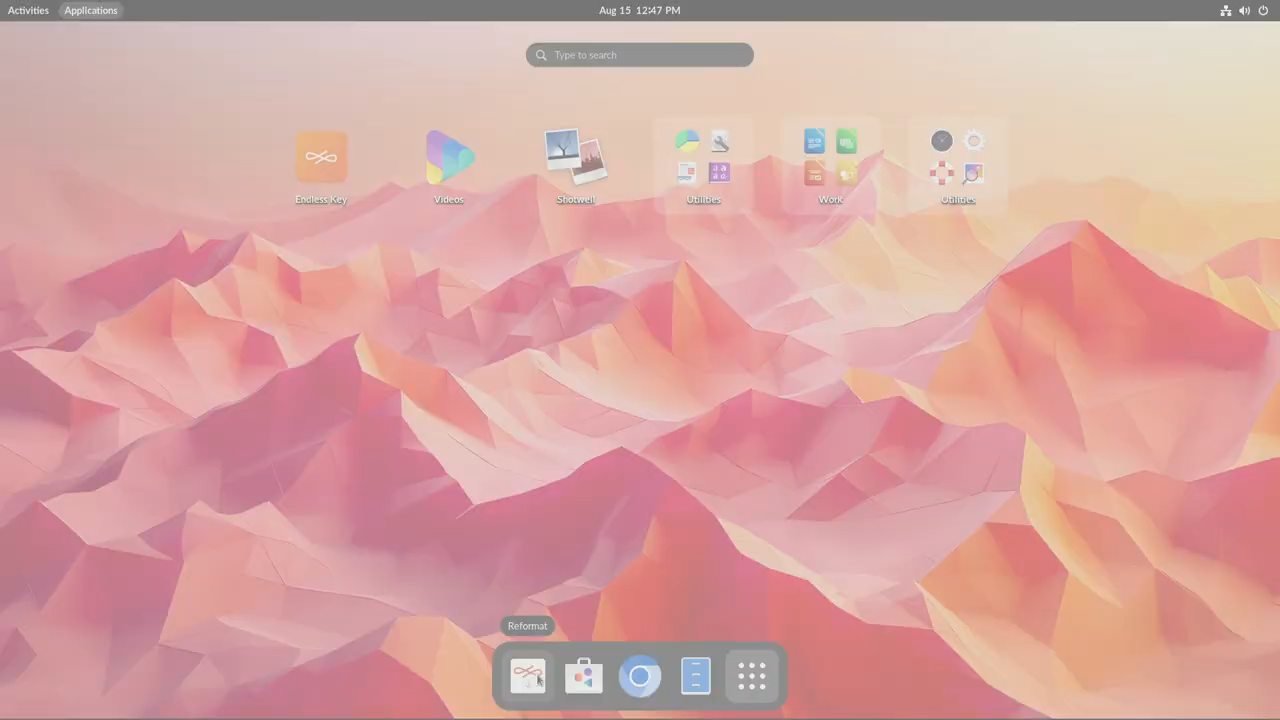 Activities
Applications
Aug 15 12:47 PM
Type to search
Endless Key
Videos
Shotwell
Utilities
Work
Utilities
Reformat